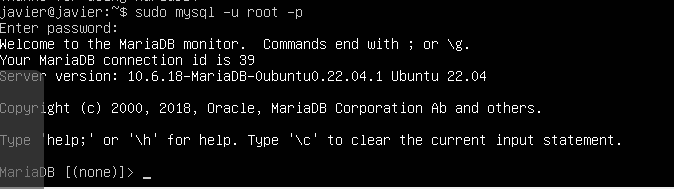 javier@javier:~$ sudo mysql -u root -p
Enter password:
Welcome to the MariaDB monitor.  Commands end with ; or \g.
Your MariaDB connection id is 39
Server version: 10.6.18-MariaDB-0ubuntu0.22.04.1 Ubuntu 22.04
Copyright (c) 2000, 2018, Oracle, MariaDB Corporation Ab and others.
Type 'help;' or '\h' for help. Type '\c' to clear the current input statement.
MariaDB [(none)]> _